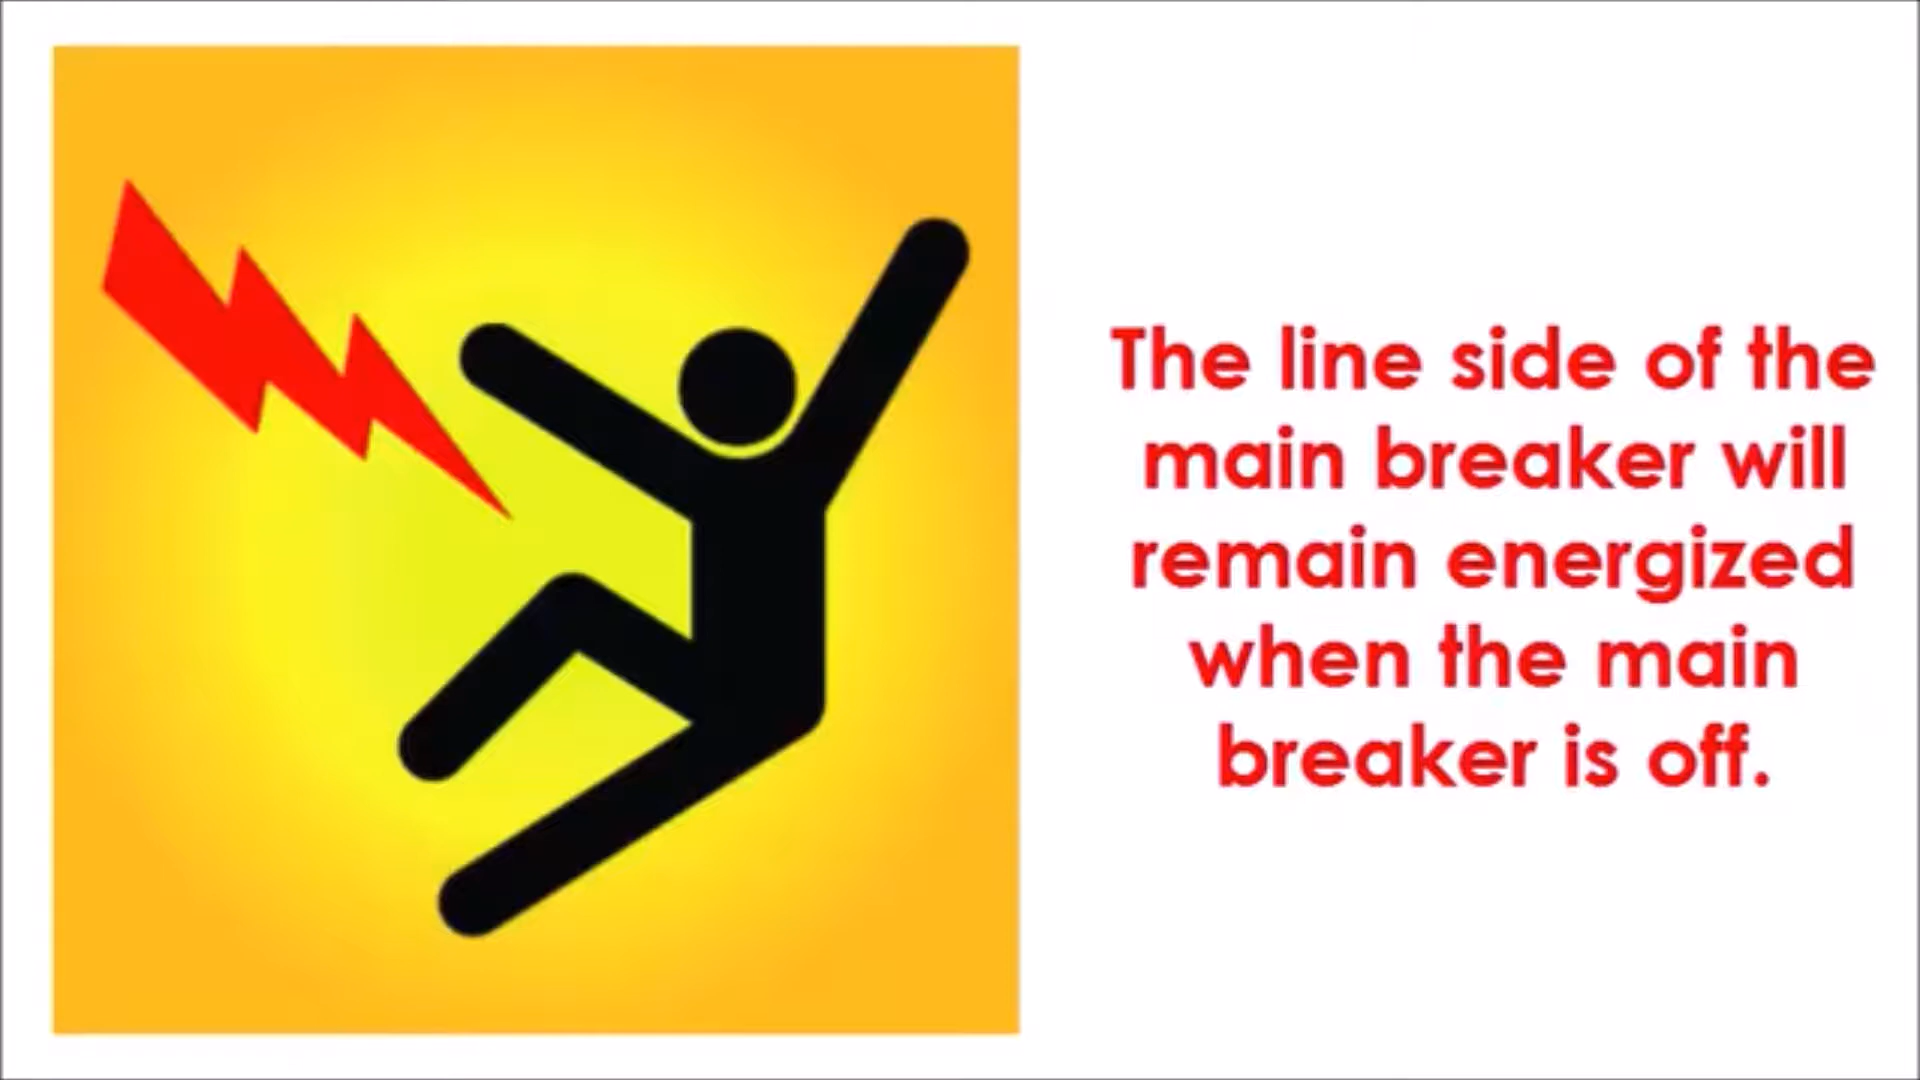 The line side of the
main breaker will
remain energized
when the main
breaker is off.